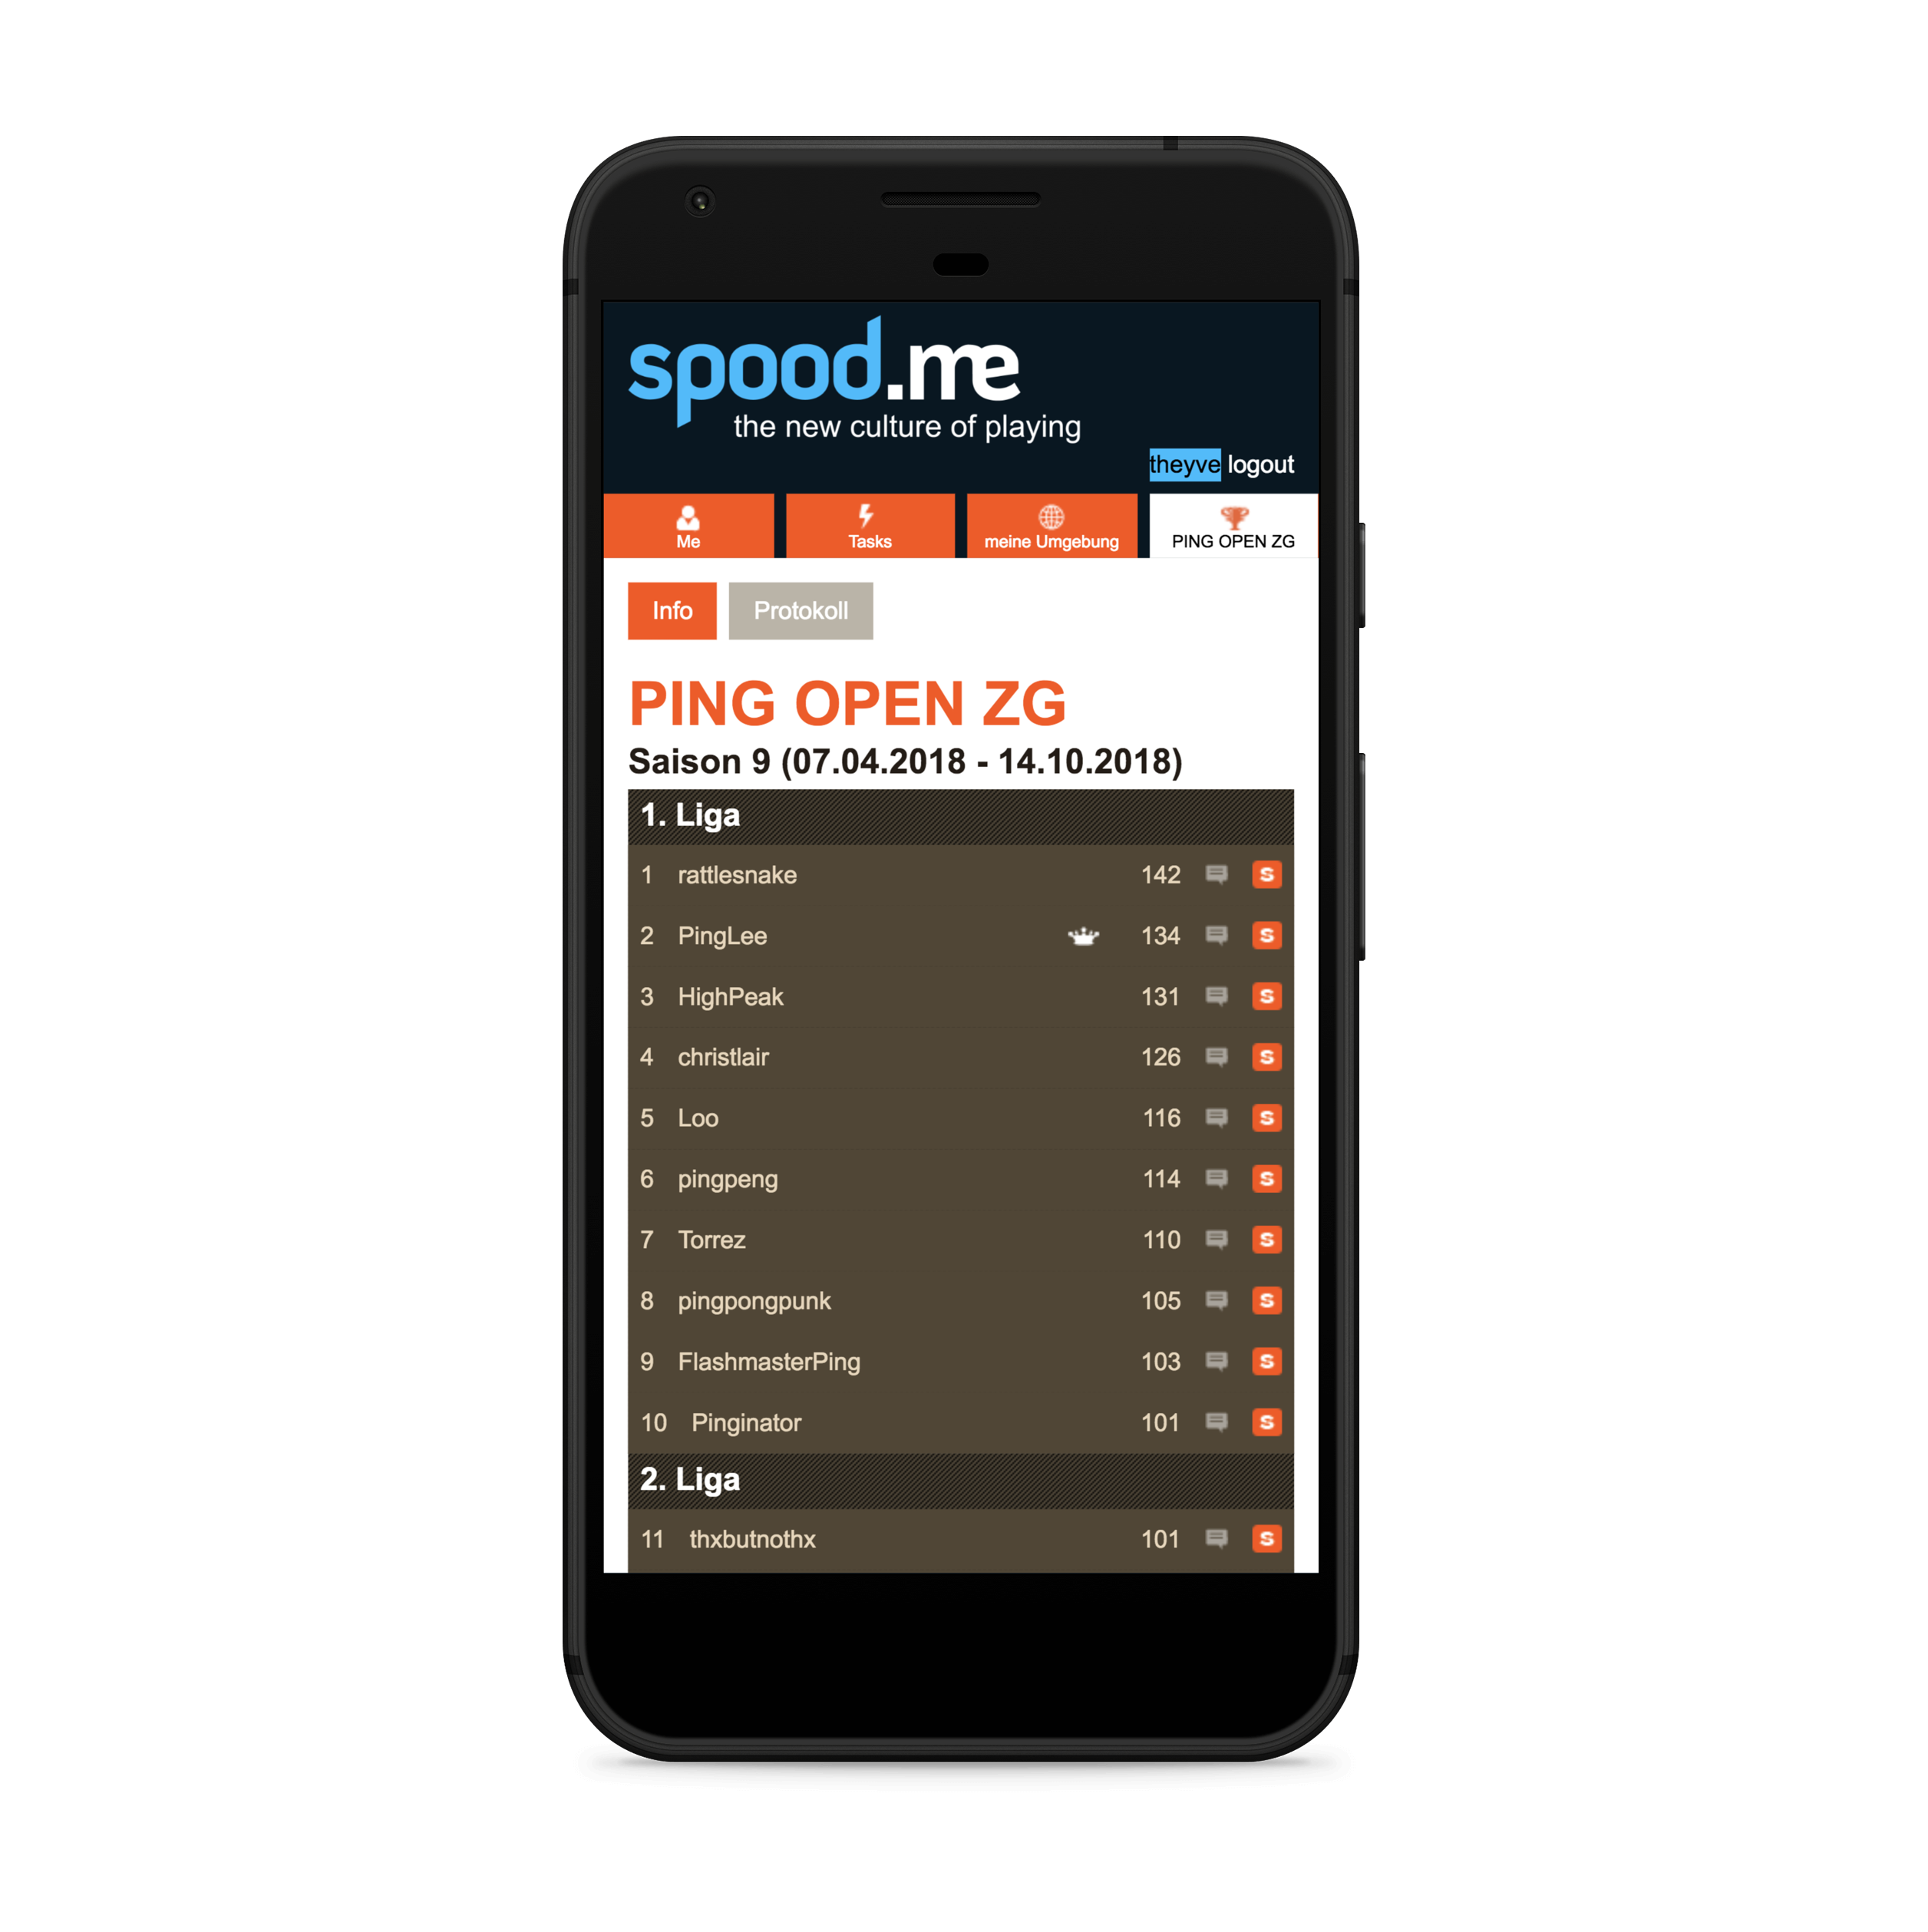 spood.me
the new culture of playing
theyve logout
Me Tasks meine Umgebung PING OPEN ZG
Info Protokoll
PING OPEN ZG
Saison 9 (07.04.2018 - 14.10.2018)
1. Liga
1 rattlesnake 142 S
2 PingLee 134 S
3 HighPeak 131 S
4 christlair 126 S
5 Loo 116 S
6 pingpeng 114 S
7 Torrez 110 S
8 pingpongpunk 105 S
9 FlashmasterPing 103 S
10 Pinginator 101 S
2. Liga
11 thxbutnothx 101 S